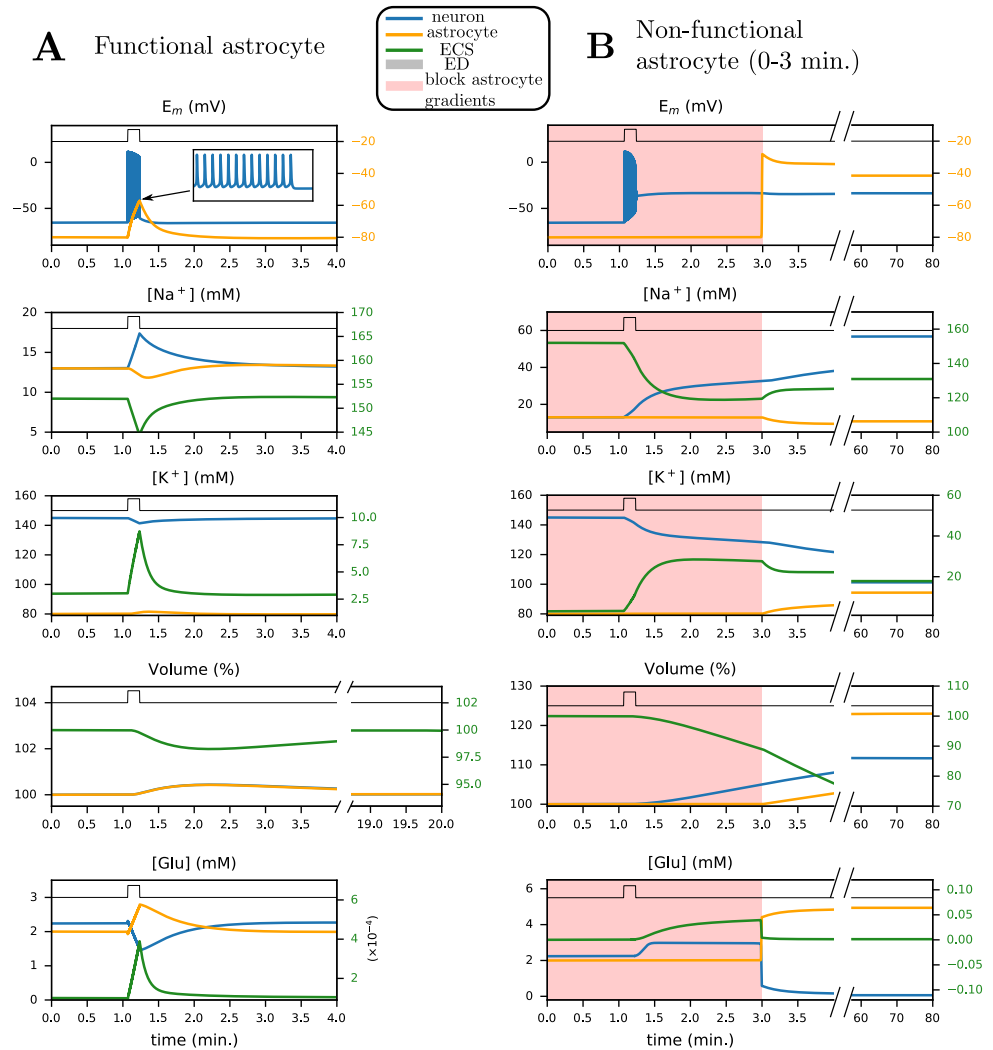 A Functional astrocyte
neuron
astrocyte
ECS
ED
block astrocyte
gradients
B Non-functional
astrocyte (0-3 min.)
E_m (mV)
0
−50
−20
−40
−60
−80
0.0 0.5 1.0 1.5 2.0 2.5 3.0 3.5 4.0
E_m (mV)
0
−50
−20
−40
−60
−80
0.0 0.5 1.0 1.5 2.0 2.5 3.0 3.5 60 70 80
[Na⁺] (mM)
20
15
10
5
170
165
160
155
150
145
0.0 0.5 1.0 1.5 2.0 2.5 3.0 3.5 4.0
[Na⁺] (mM)
60
40
20
160
140
120
100
0.0 0.5 1.0 1.5 2.0 2.5 3.0 3.5 60 70 80
[K⁺] (mM)
160
140
120
100
80
10.0
7.5
5.0
2.5
0.0 0.5 1.0 1.5 2.0 2.5 3.0 3.5 4.0
[K⁺] (mM)
160
140
120
100
80
60
40
20
0.0 0.5 1.0 1.5 2.0 2.5 3.0 3.5 60 70 80
Volume (%)
104
102
100
102
100
97.5
95.0
0.0 0.5 1.0 1.5 2.0 2.5 3.0 3.5 19.0 19.5 20.0
Volume (%)
130
120
110
100
110
100
90
80
70
0.0 0.5 1.0 1.5 2.0 2.5 3.0 3.5 60 70 80
[Glu] (mM)
3
2
1
0
6
4
2
(×10⁻⁴)
0.0 0.5 1.0 1.5 2.0 2.5 3.0 3.5 4.0
time (min.)
[Glu] (mM)
6
4
2
0
0.10
0.05
0.00
−0.05
−0.10
0.0 0.5 1.0 1.5 2.0 2.5 3.0 3.5 60 70 80
time (min.)